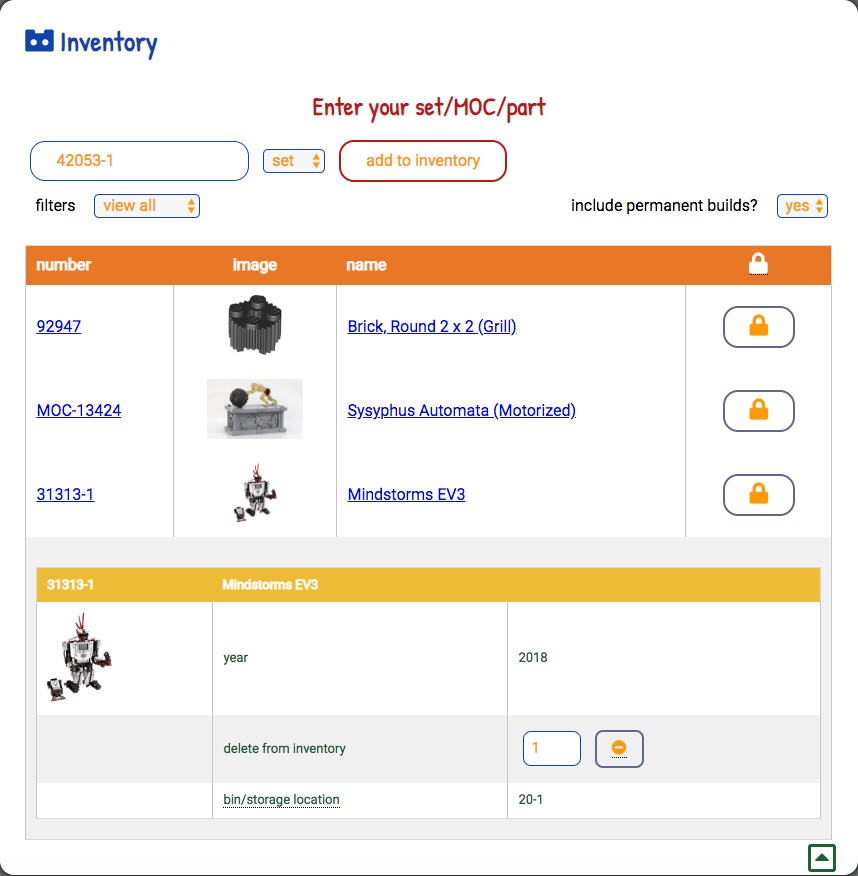 Inventory
Enter your set/MOC/part
42053-1 set add to inventory
filters view all include permanent builds? yes
number image name
92947 Brick, Round 2 x 2 (Grill)
MOC-13424 Sysyphus Automata (Motorized)
31313-1 Mindstorms EV3
31313-1 Mindstorms EV3
year 2018
delete from inventory 1
bin/storage location 20-1